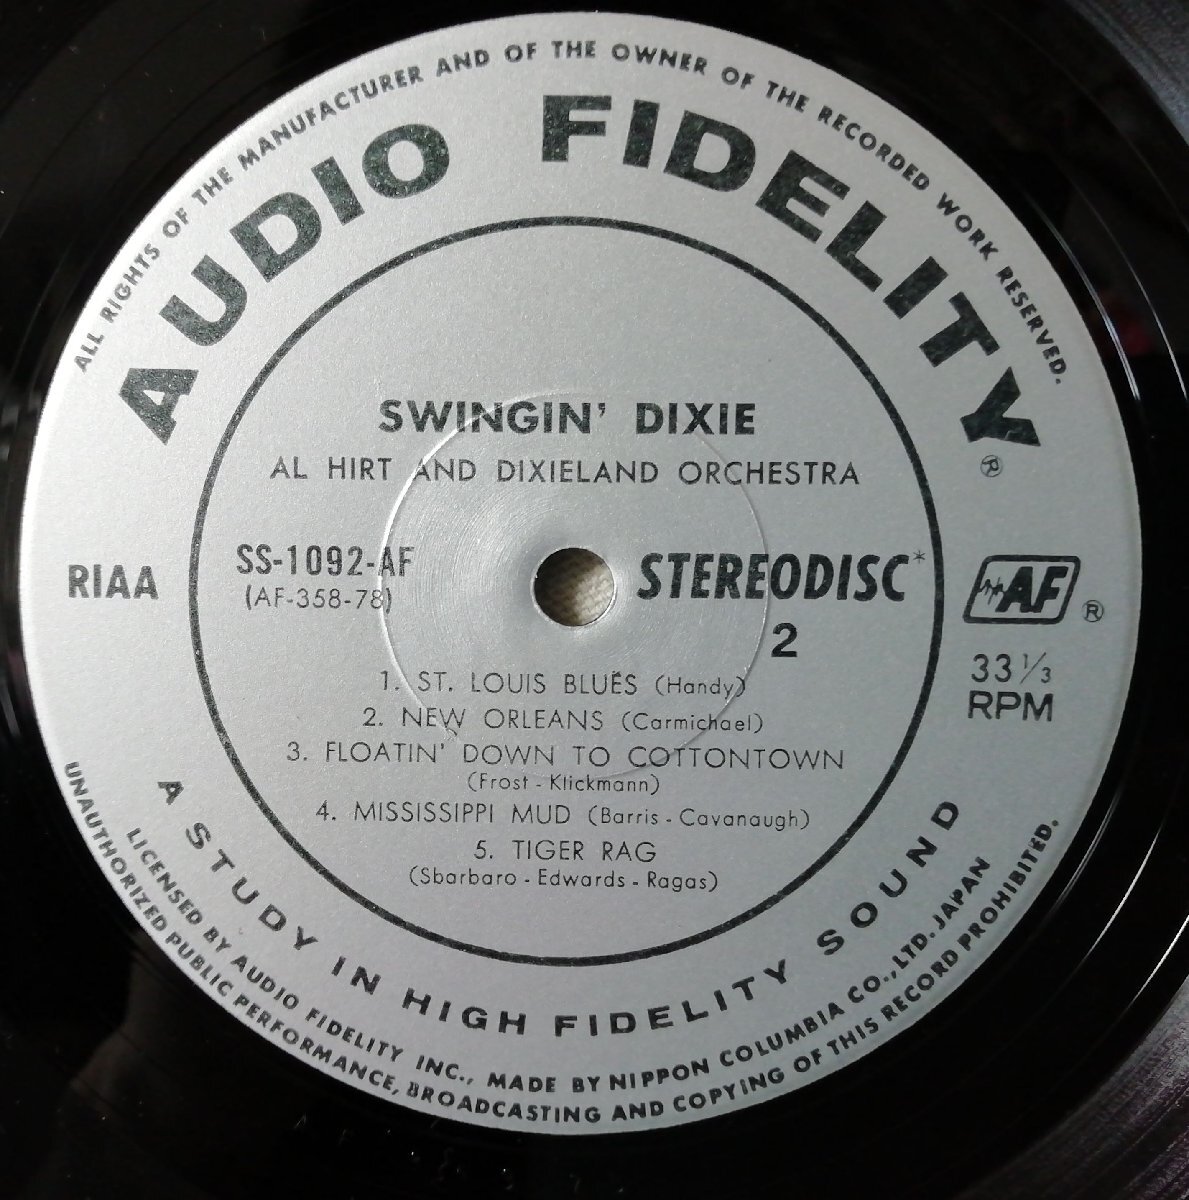 ALL RIGHTS OF THE MANUFACTURER AND OF THE OWNER OF THE RECORDED WORK RESERVED.
AUDIO FIDELITY
®
SWINGIN' DIXIE
AL HIRT AND DIXIELAND ORCHESTRA
RIAA
SS-1092-AF
(AF-358-78)
STEREODISC*
2
AF ®
33 1/3
RPM
1. ST. LOUIS BLUES (Handy)
2. NEW ORLEANS (Carmichael)
3. FLOATIN' DOWN TO COTTONTOWN
(Frost - Klickmann)
4. MISSISSIPPI MUD (Barris - Cavanaugh)
5. TIGER RAG
(Sbarbaro - Edwards - Ragas)
A STUDY IN HIGH FIDELITY SOUND
LICENSED BY AUDIO FIDELITY INC., MADE BY NIPPON COLUMBIA CO., LTD. JAPAN
UNAUTHORIZED PUBLIC PERFORMANCE, BROADCASTING AND COPYING OF THIS RECORD PROHIBITED.